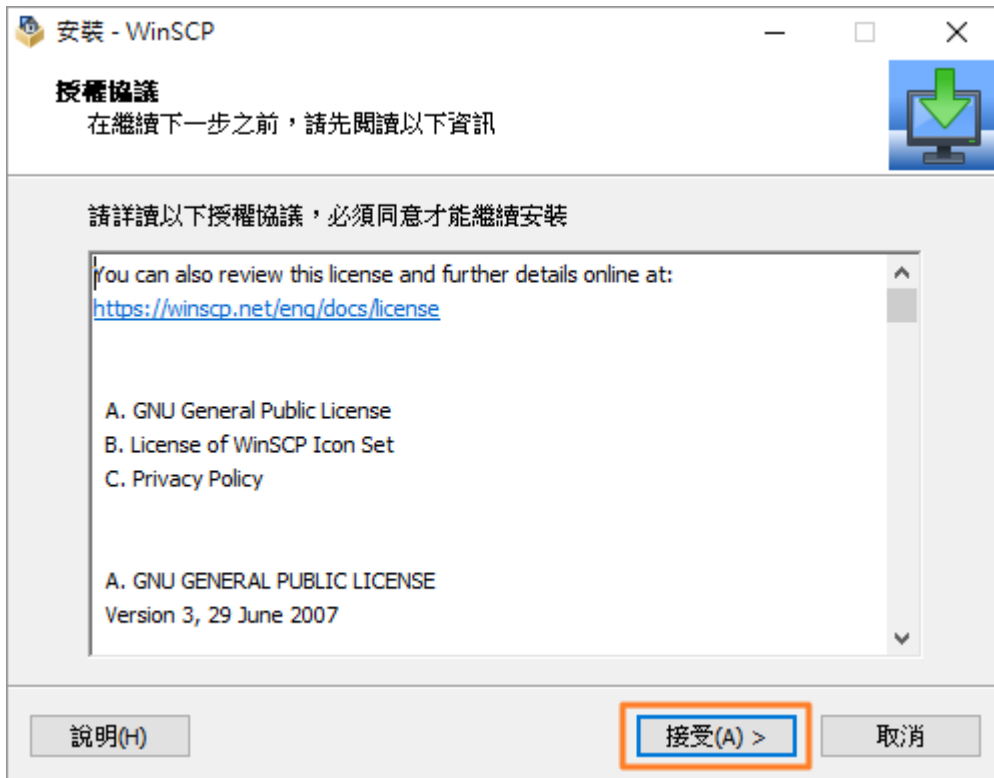 安裝 - WinSCP
授權協議
在繼續下一步之前，請先閱讀以下資訊
請詳讀以下授權協議，必須同意才能繼續安裝
You can also review this license and further details online at:
https://winscp.net/eng/docs/license
A. GNU General Public License
B. License of WinSCP Icon Set
C. Privacy Policy
A. GNU GENERAL PUBLIC LICENSE
Version 3, 29 June 2007
說明(H)
接受(A) >
取消